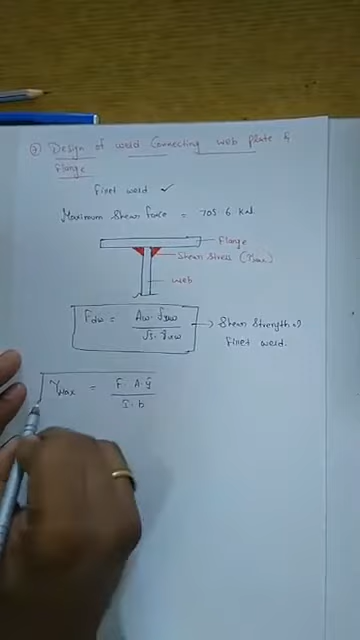 ⑦ Design of weld Connecting web plate &
flange
fillet weld ✓
Maximum Shear force = 705.6 kN
Flange
Shear Stress (τmax)
web
Fdw = Aw · fuw / √3 · γmw
→ Shear Strength of
fillet weld.
τMax = F · A · ȳ / I · b